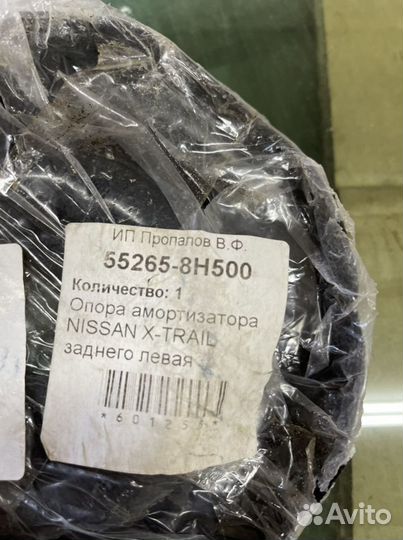 ИП Пропалов В.Ф.
55265-8H500
Количество: 1
Опора амортизатора
NISSAN X-TRAIL
заднего левая
Avito